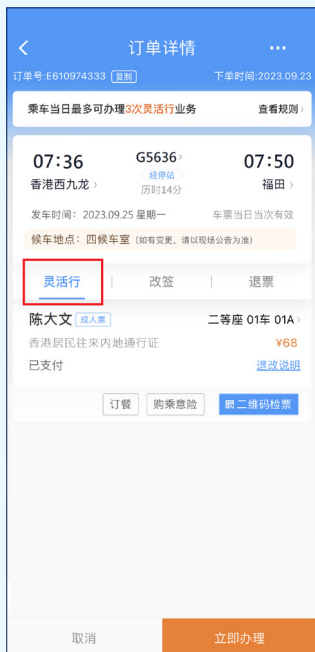 订单详情
订单号:E610974333 复制 下单时间:2023.09.23
乘车当日最多可办理3次灵活行业务 查看规则
07:36 G5636 07:50
香港西九龙 经停站 福田
历时14分
发车时间：2023.09.25 星期一 车票当日当次有效
候车地点：四候车室（如有变更，请以现场公告为准）
灵活行 改签 退票
陈大文 成人票 二等座 01车 01A
香港居民往来内地通行证 ¥68
已支付 退改说明
订餐 购乘意险 二维码检票
取消 立即办理